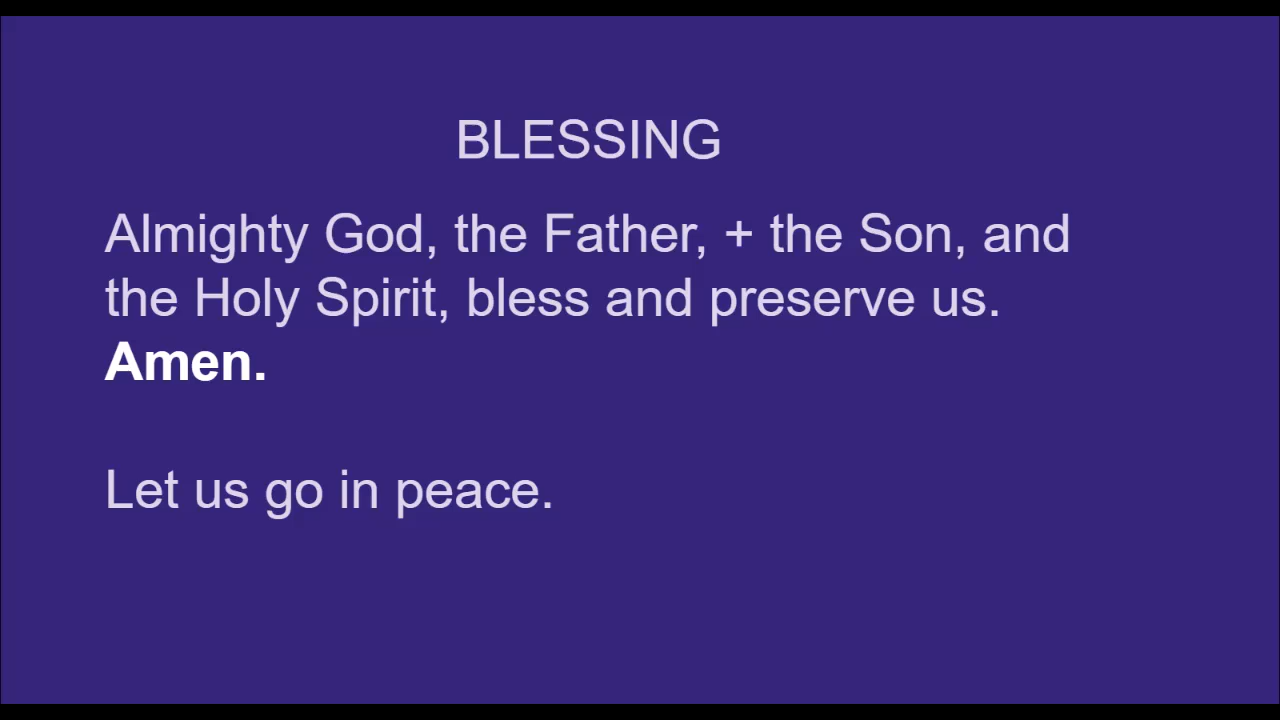 BLESSING
Almighty God, the Father, + the Son, and
the Holy Spirit, bless and preserve us.
Amen.
Let us go in peace.